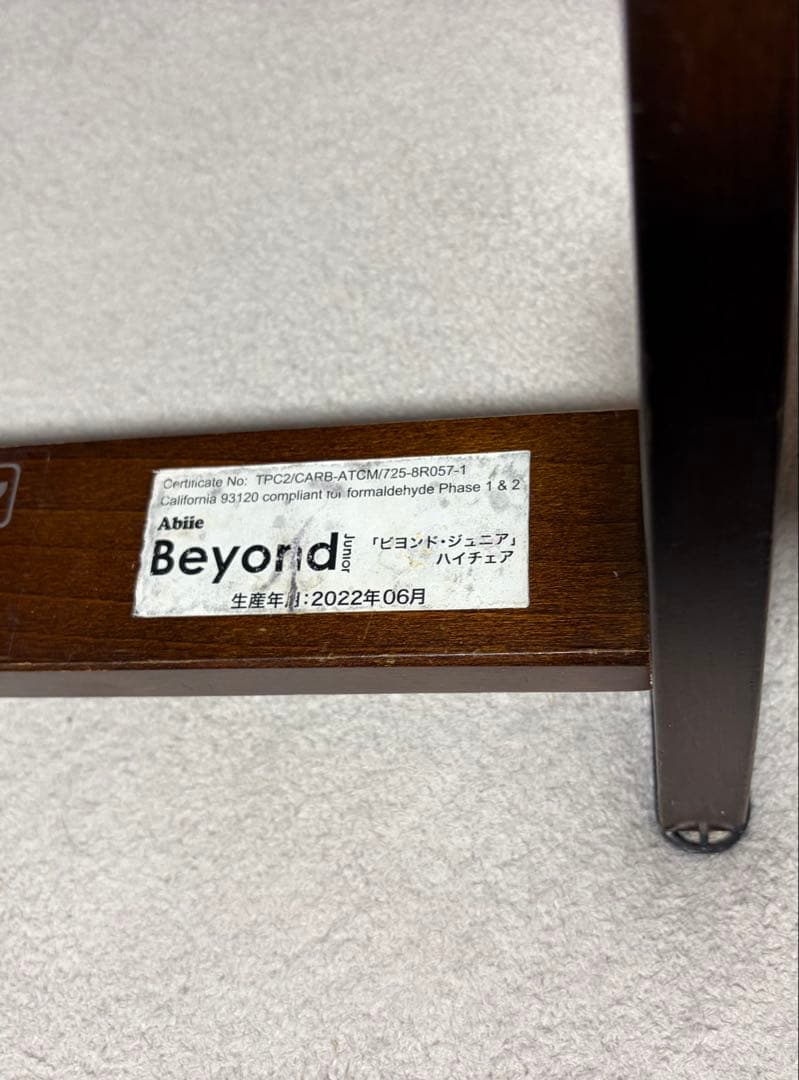 Certificate No: TPC2/CARB-ATCM/725-8R057-1
California 93120 compliant for formaldehyde Phase 1 & 2
Abiie
Beyond Junior
「ビヨンド・ジュニア」
ハイチェア
生産年月:2022年06月